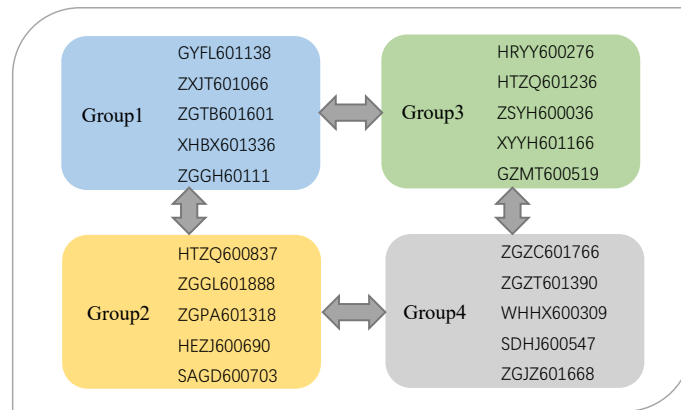 Group1
GYFL601138
ZXJT601066
ZGTB601601
XHBX601336
ZGGH60111
Group3
HRYY600276
HTZQ601236
ZSYH600036
XYYH601166
GZMT600519
Group2
HTZQ600837
ZGGL601888
ZGPA601318
HEZJ600690
SAGD600703
Group4
ZGZC601766
ZGZT601390
WHHX600309
SDHJ600547
ZGJZ601668